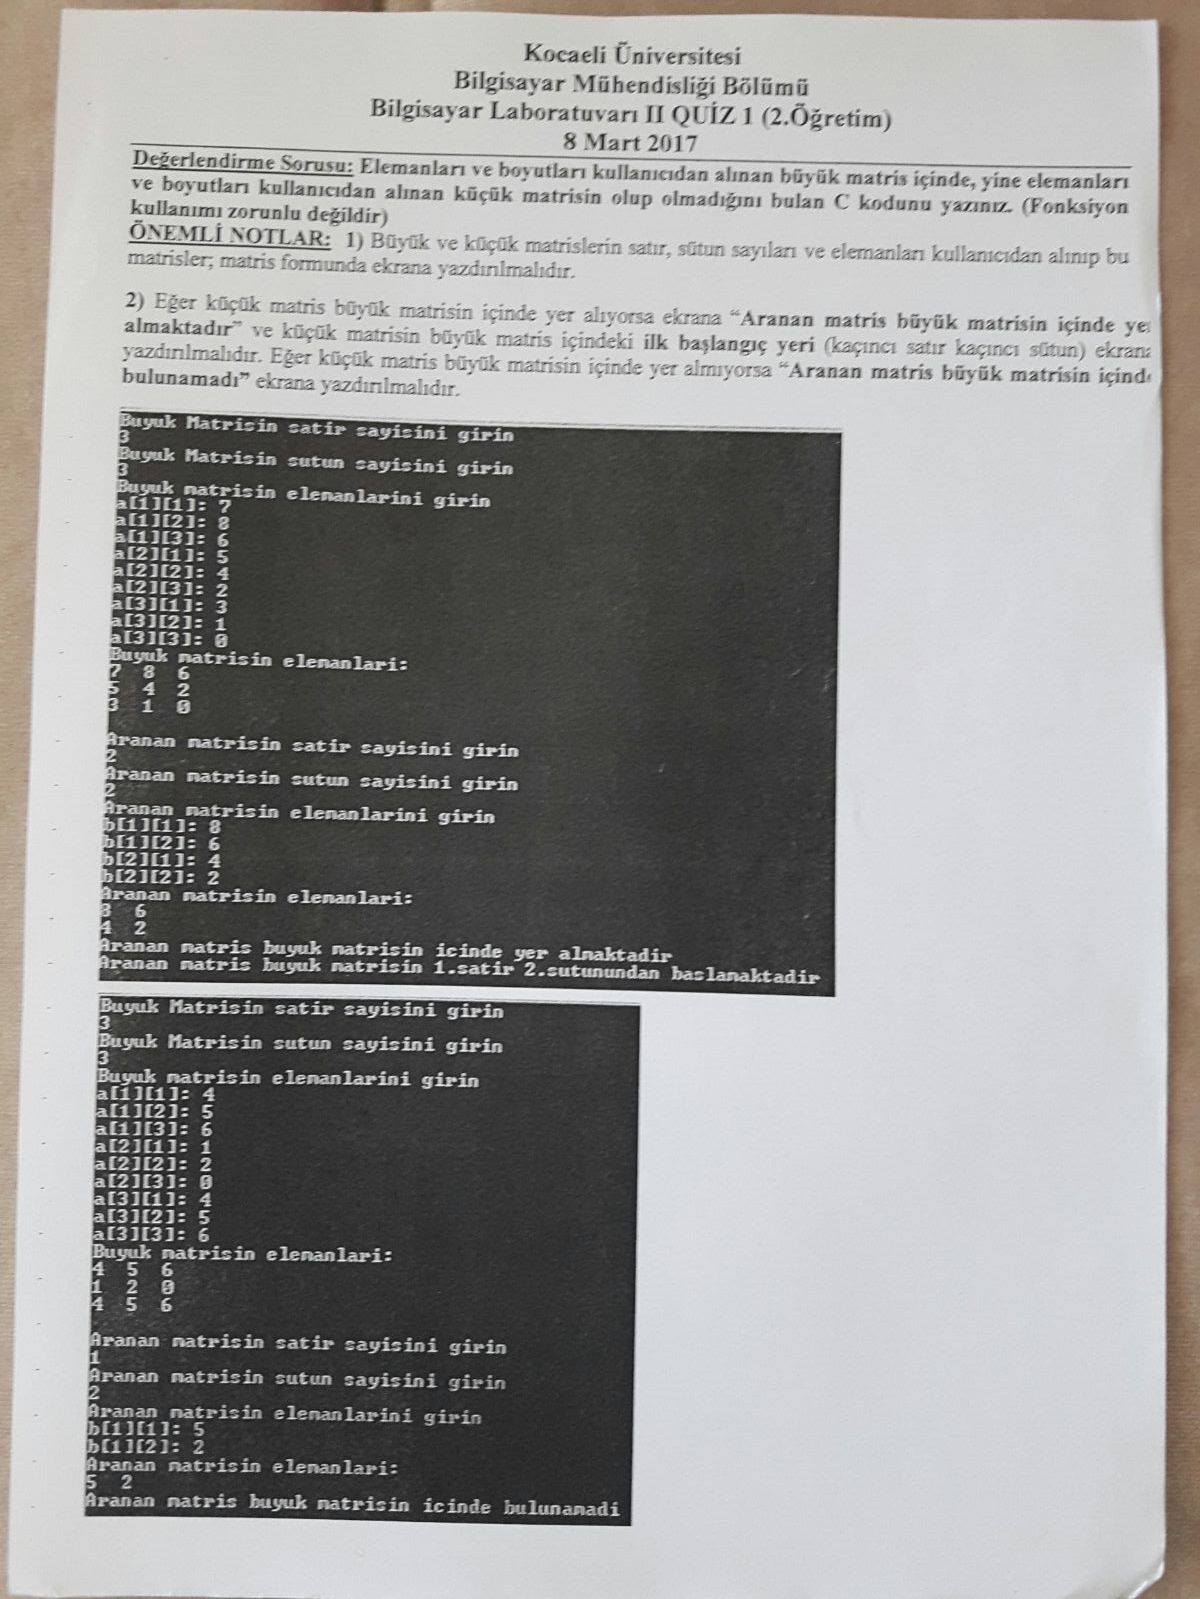 Kocaeli Üniversitesi
Bilgisayar Mühendisliği Bölümü
Bilgisayar Laboratuvarı II QUİZ 1 (2.Öğretim)
8 Mart 2017
Değerlendirme Sorusu: Elemanları ve boyutları kullanıcıdan alınan büyük matris içinde, yine elemanları
ve boyutları kullanıcıdan alınan küçük matrisin olup olmadığını bulan C kodunu yazınız. (Fonksiyon
kullanımı zorunlu değildir)
ÖNEMLİ NOTLAR: 1) Büyük ve küçük matrislerin satır, sütun sayıları ve elemanları kullanıcıdan alınıp bu
matrisler; matris formunda ekrana yazdırılmalıdır.
2) Eğer küçük matris büyük matrisin içinde yer alıyorsa ekrana “Aranan matris büyük matrisin içinde ye
almaktadır” ve küçük matrisin büyük matris içindeki ilk başlangıç yeri (kaçıncı satır kaçıncı sütun) ekrana
yazdırılmalıdır. Eğer küçük matris büyük matrisin içinde yer almıyorsa “Aranan matris büyük matrisin içind
bulunamadı” ekrana yazdırılmalıdır.
Buyuk Matrisin satir sayisini girin
3
Buyuk Matrisin sutun sayisini girin
3
Buyuk matrisin elemanlarini girin
a[1][1]: 7
a[1][2]: 8
a[1][3]: 6
a[2][1]: 5
a[2][2]: 4
a[2][3]: 2
a[3][1]: 3
a[3][2]: 1
a[3][3]: 0
Buyuk matrisin elemanlari:
7 8 6
5 4 2
3 1 0
Aranan matrisin satir sayisini girin
2
Aranan matrisin sutun sayisini girin
2
Aranan matrisin elemanlarini girin
b[1][1]: 8
b[1][2]: 6
b[2][1]: 4
b[2][2]: 2
Aranan matrisin elemanlari:
8 6
4 2
Aranan matris buyuk matrisin icinde yer almaktadir
Aranan matris buyuk matrisin 1.satir 2.sutunundan baslamaktadir
Buyuk Matrisin satir sayisini girin
3
Buyuk Matrisin sutun sayisini girin
3
Buyuk matrisin elemanlarini girin
a[1][1]: 4
a[1][2]: 5
a[1][3]: 6
a[2][1]: 1
a[2][2]: 2
a[2][3]: 0
a[3][1]: 4
a[3][2]: 5
a[3][3]: 6
Buyuk matrisin elemanlari:
4 5 6
1 2 0
4 5 6
Aranan matrisin satir sayisini girin
1
Aranan matrisin sutun sayisini girin
2
Aranan matrisin elemanlarini girin
b[1][1]: 5
b[1][2]: 2
Aranan matrisin elemanlari:
5 2
Aranan matris buyuk matrisin icinde bulunamadi